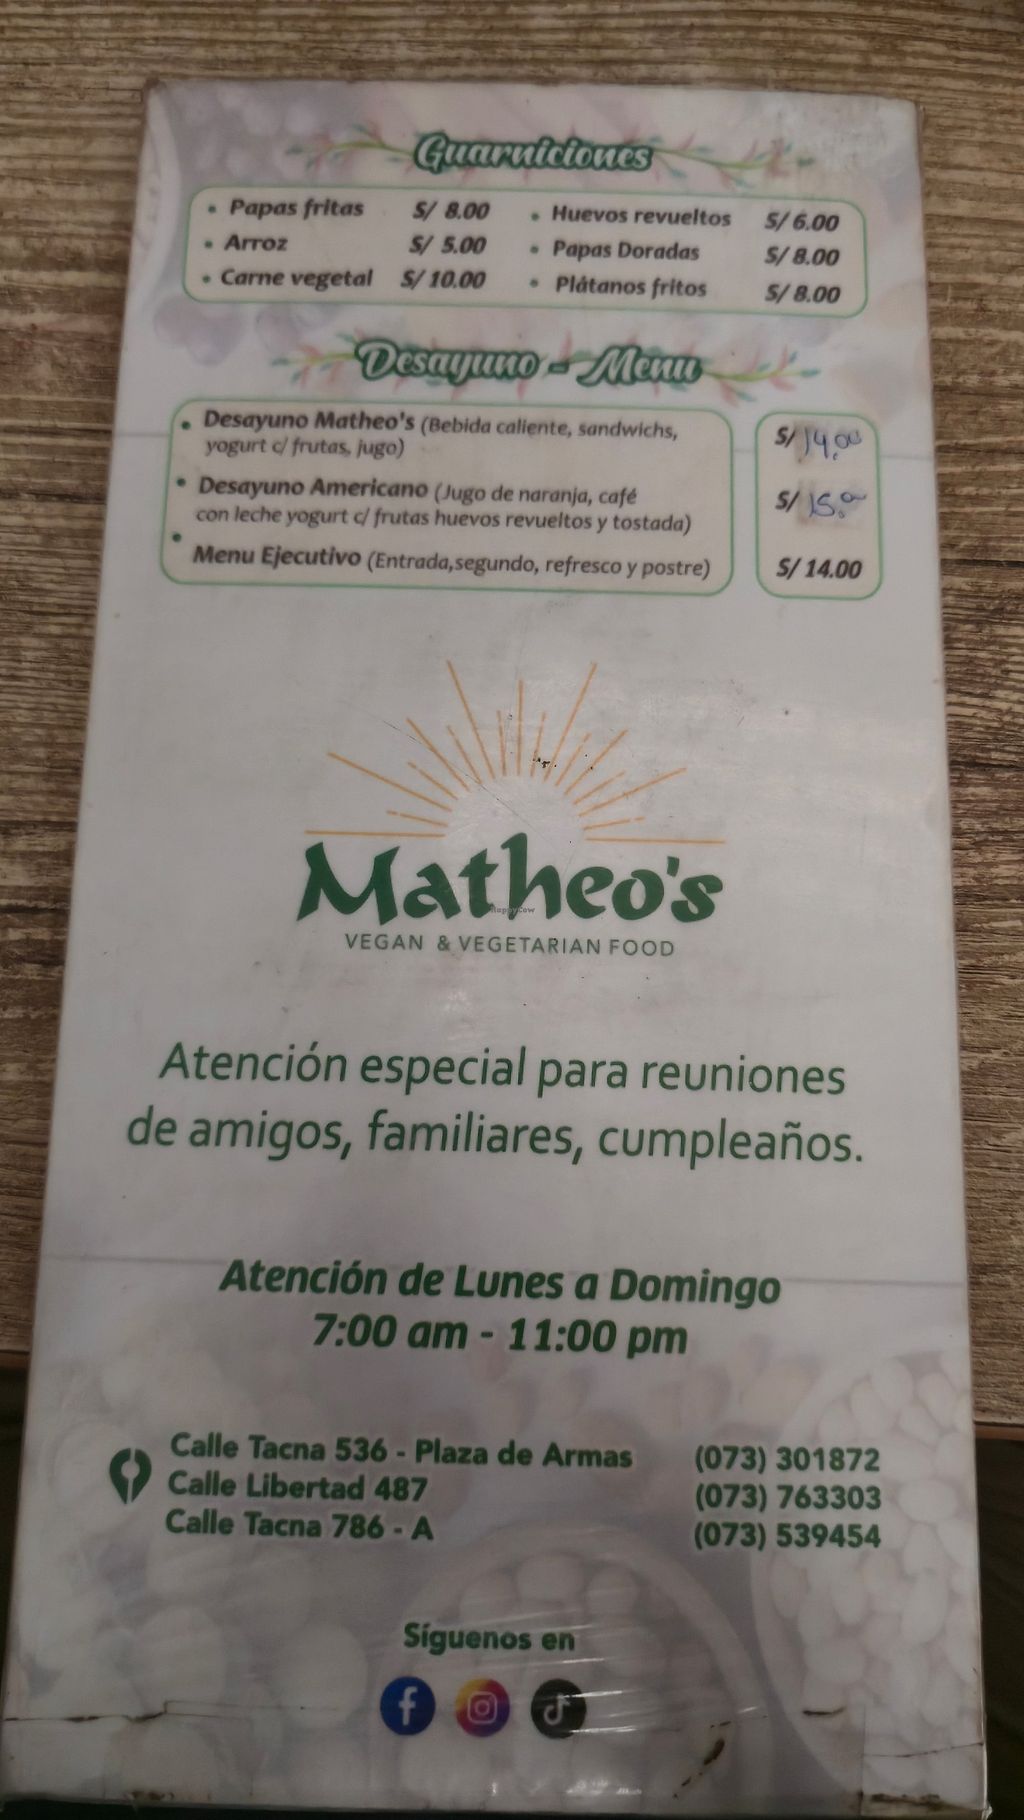 Guarniciones
• Papas fritas S/ 8.00 • Huevos revueltos S/ 6.00
• Arroz S/ 5.00 • Papas Doradas S/ 8.00
• Carne vegetal S/ 10.00 • Plátanos fritos S/ 8.00
Desayuno - Menu
• Desayuno Matheo's (Bebida caliente, sandwichs,
yogurt c/ frutas, jugo) S/ 14.00
• Desayuno Americano (Jugo de naranja, café
con leche yogurt c/ frutas huevos revueltos y tostada) S/ 15.00
• Menu Ejecutivo (Entrada,segundo, refresco y postre) S/ 14.00
Matheo's
HappyCow
VEGAN & VEGETARIAN FOOD
Atención especial para reuniones
de amigos, familiares, cumpleaños.
Atención de Lunes a Domingo
7:00 am - 11:00 pm
Calle Tacna 536 - Plaza de Armas (073) 301872
Calle Libertad 487 (073) 763303
Calle Tacna 786 - A (073) 539454
Síguenos en